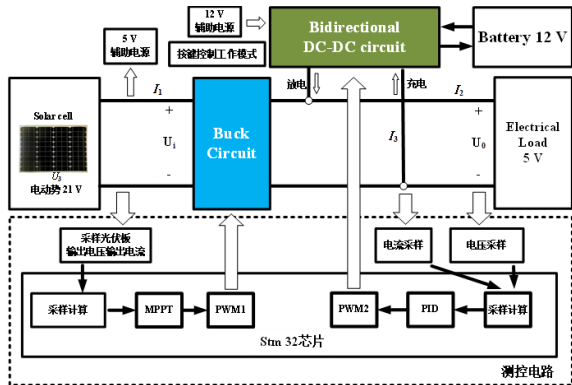 5 V
辅助电源
12 V
辅助电源
按键控制工作模式
Bidirectional
DC-DC circuit
Battery 12 V
放电
充电
I1
I2
I3
Solar cell
U3
电动势 21 V
+
Ui
-
Buck
Circuit
+
U0
-
Electrical
Load
5 V
采样光伏板
输出电压输出电流
电流采样
电压采样
采样计算
MPPT
PWM1
PWM2
PID
采样计算
Stm 32芯片
测控电路